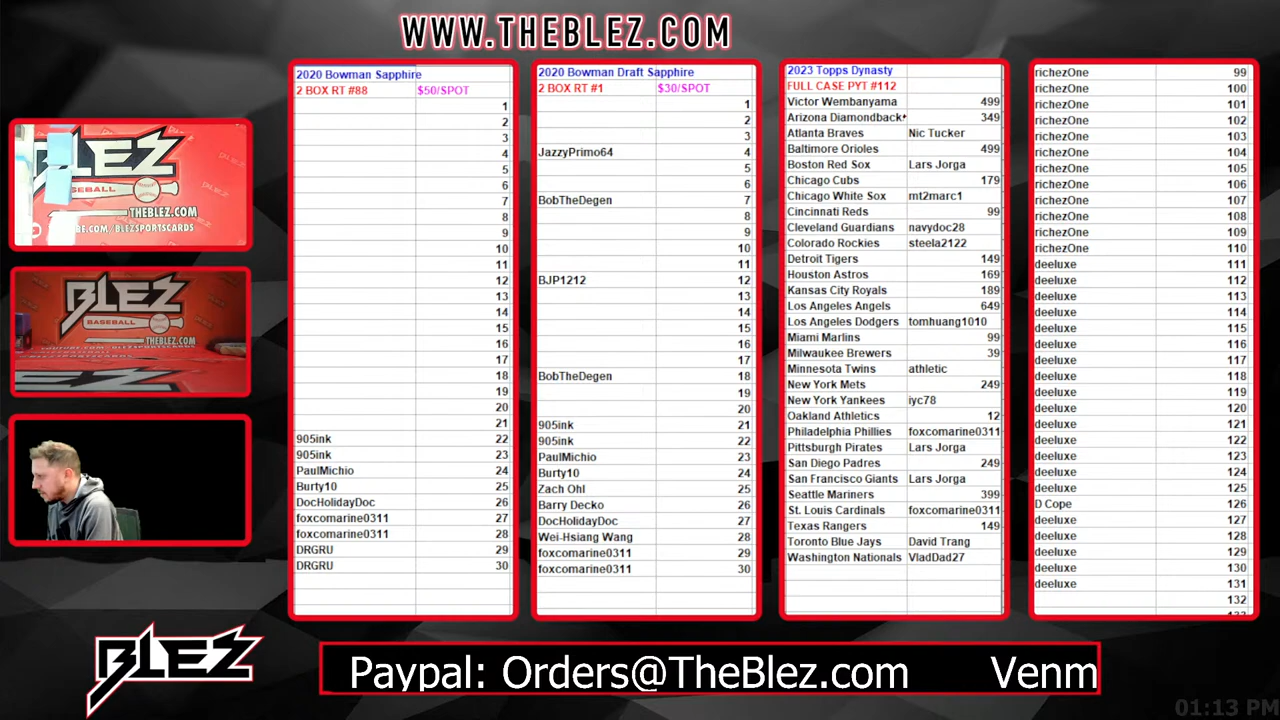 WWW.THEBLEZ.COM
BLEZ
BASEBALL
THEBLEZ.COM
BE.COM/BLEZSPORTSCARDS
BLEZ
BASEBALL
THEBLEZ.COM
2020 Bowman Sapphire
2 BOX RT #88 $50/SPOT
1
2
3
4
5
6
7
8
9
10
11
12
13
14
15
16
17
18
19
20
21
905ink 22
905ink 23
PaulMichio 24
Burty10 25
DocHolidayDoc 26
foxcomarine0311 27
foxcomarine0311 28
DRGRU 29
DRGRU 30
2020 Bowman Draft Sapphire
2 BOX RT #1 $30/SPOT
1
2
3
JazzyPrimo64 4
5
6
BobTheDegen 7
8
9
10
11
BJP1212 12
13
14
15
16
17
BobTheDegen 18
19
20
905ink 21
905ink 22
PaulMichio 23
Burty10 24
Zach Ohl 25
Barry Decko 26
DocHolidayDoc 27
Wei-Hsiang Wang 28
foxcomarine0311 29
foxcomarine0311 30
2023 Topps Dynasty
FULL CASE PYT #112
Victor Wembanyama 499
Arizona Diamondback 349
Atlanta Braves Nic Tucker
Baltimore Orioles 499
Boston Red Sox Lars Jorga
Chicago Cubs 179
Chicago White Sox mt2marc1
Cincinnati Reds 99
Cleveland Guardians navydoc28
Colorado Rockies steela2122
Detroit Tigers 149
Houston Astros 169
Kansas City Royals 189
Los Angeles Angels 649
Los Angeles Dodgers tomhuang1010
Miami Marlins 99
Milwaukee Brewers 39
Minnesota Twins athletic
New York Mets 249
New York Yankees iyc78
Oakland Athletics 12
Philadelphia Phillies foxcomarine0311
Pittsburgh Pirates Lars Jorga
San Diego Padres 249
San Francisco Giants Lars Jorga
Seattle Mariners 399
St. Louis Cardinals foxcomarine0311
Texas Rangers 149
Toronto Blue Jays David Trang
Washington Nationals VladDad27
richezOne 99
richezOne 100
richezOne 101
richezOne 102
richezOne 103
richezOne 104
richezOne 105
richezOne 106
richezOne 107
richezOne 108
richezOne 109
richezOne 110
deeluxe 111
deeluxe 112
deeluxe 113
deeluxe 114
deeluxe 115
deeluxe 116
deeluxe 117
deeluxe 118
deeluxe 119
deeluxe 120
deeluxe 121
deeluxe 122
deeluxe 123
deeluxe 124
deeluxe 125
D Cope 126
deeluxe 127
deeluxe 128
deeluxe 129
deeluxe 130
deeluxe 131
132
BLEZ
Paypal: Orders@TheBlez.com Venm
01:13 PM